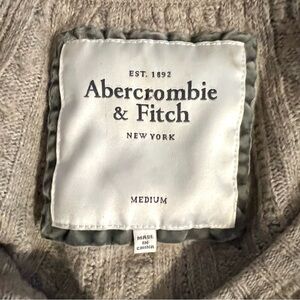 EST. 1892
Abercrombie
& Fitch
NEW YORK
MEDIUM
MADE
IN
CHINA